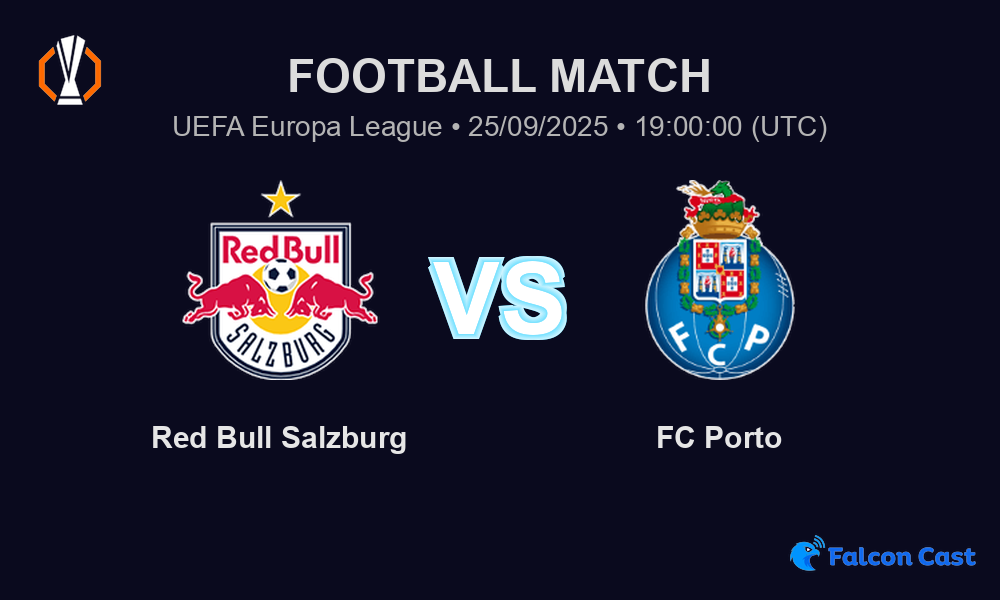 FOOTBALL MATCH
UEFA Europa League • 25/09/2025 • 19:00:00 (UTC)
Red Bull
SALZBURG
VS
F C P
Red Bull Salzburg
FC Porto
Falcon Cast